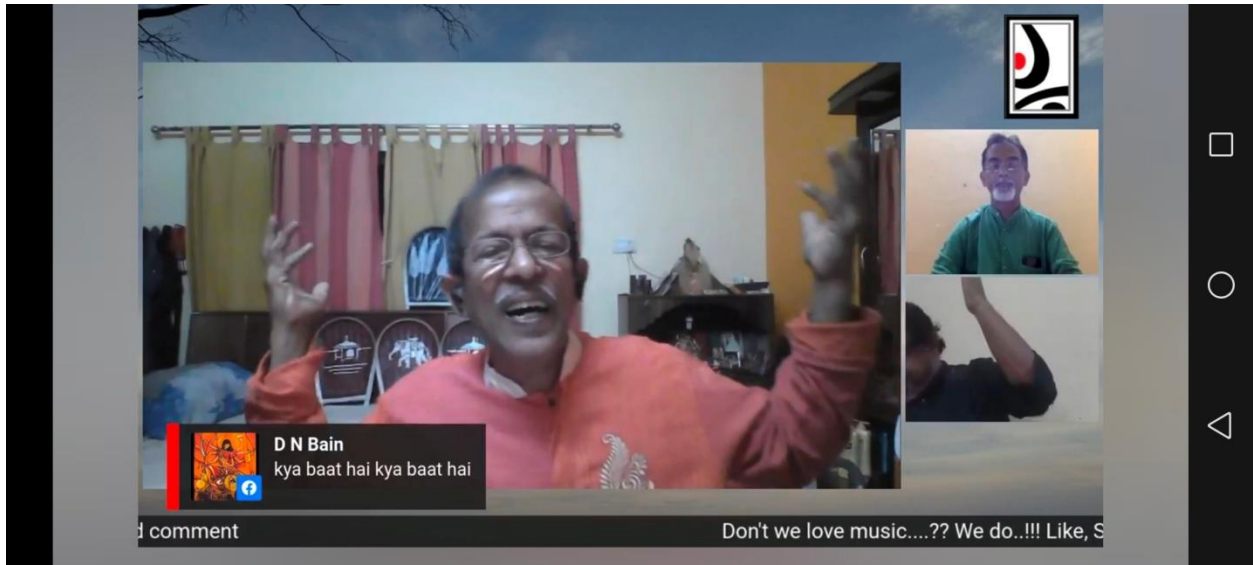 D N Bain
kya baat hai kya baat hai
d comment
Don't we love music....?? We do..!!! Like, S